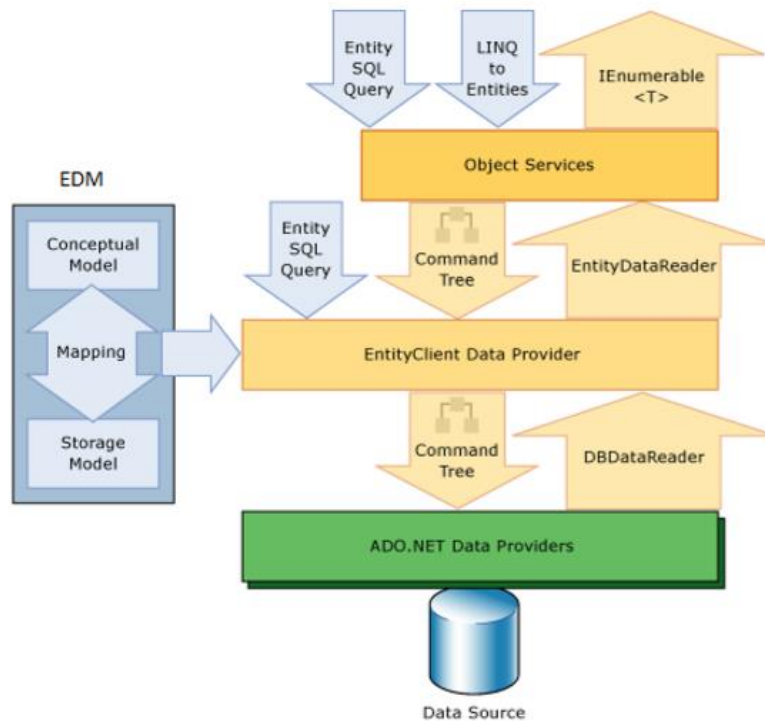 Entity
SQL
Query
LINQ
to
Entities
IEnumerable
<T>
Object Services
EDM
Conceptual
Model
Mapping
Storage
Model
Entity
SQL
Query
Command
Tree
EntityDataReader
EntityClient Data Provider
Command
Tree
DBDataReader
ADO.NET Data Providers
Data Source